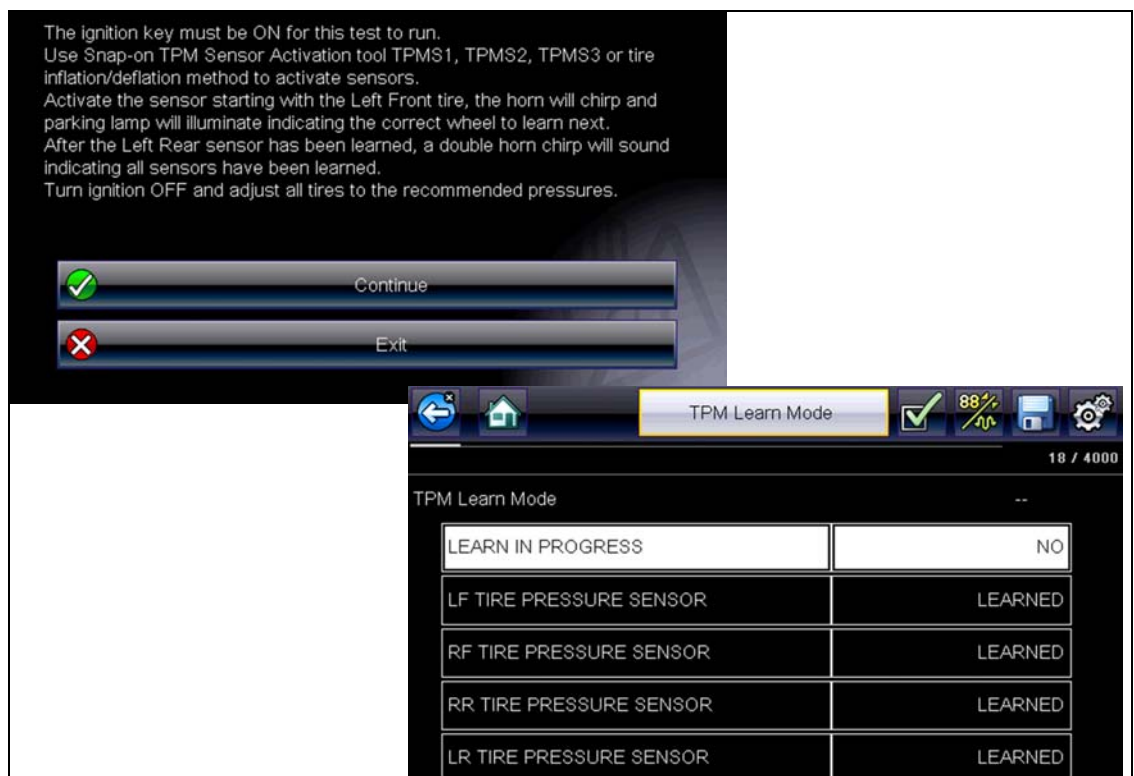 The ignition key must be ON for this test to run.
Use Snap-on TPM Sensor Activation tool TPMS1, TPMS2, TPMS3 or tire
inflation/deflation method to activate sensors.
Activate the sensor starting with the Left Front tire, the horn will chirp and
parking lamp will illuminate indicating the correct wheel to learn next.
After the Left Rear sensor has been learned, a double horn chirp will sound
indicating all sensors have been learned.
Turn ignition OFF and adjust all tires to the recommended pressures.
Continue
Exit
TPM Learn Mode
18 / 4000
TPM Learn Mode --
LEARN IN PROGRESS NO
LF TIRE PRESSURE SENSOR LEARNED
RF TIRE PRESSURE SENSOR LEARNED
RR TIRE PRESSURE SENSOR LEARNED
LR TIRE PRESSURE SENSOR LEARNED